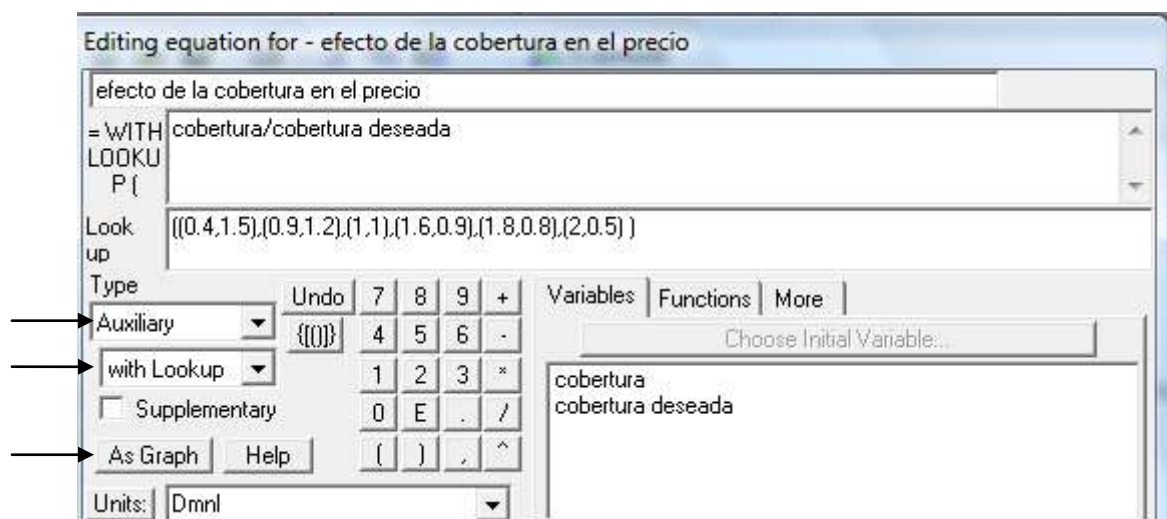 Editing equation for - efecto de la cobertura en el precio
efecto de la cobertura en el precio
= WITH
LOOKU
P (
cobertura/cobertura deseada
Look
up
((0.4,1.5),(0.9,1.2),(1,1),(1.6,0.9),(1.8,0.8),(2,0.5) )
Type
Undo 7 8 9 +
Auxiliary
{[()]} 4 5 6 -
with Lookup
1 2 3 *
Supplementary
0 E . /
As Graph Help
( ) , ^
Units: Dmnl
Variables Functions More
Choose Initial Variable...
cobertura
cobertura deseada